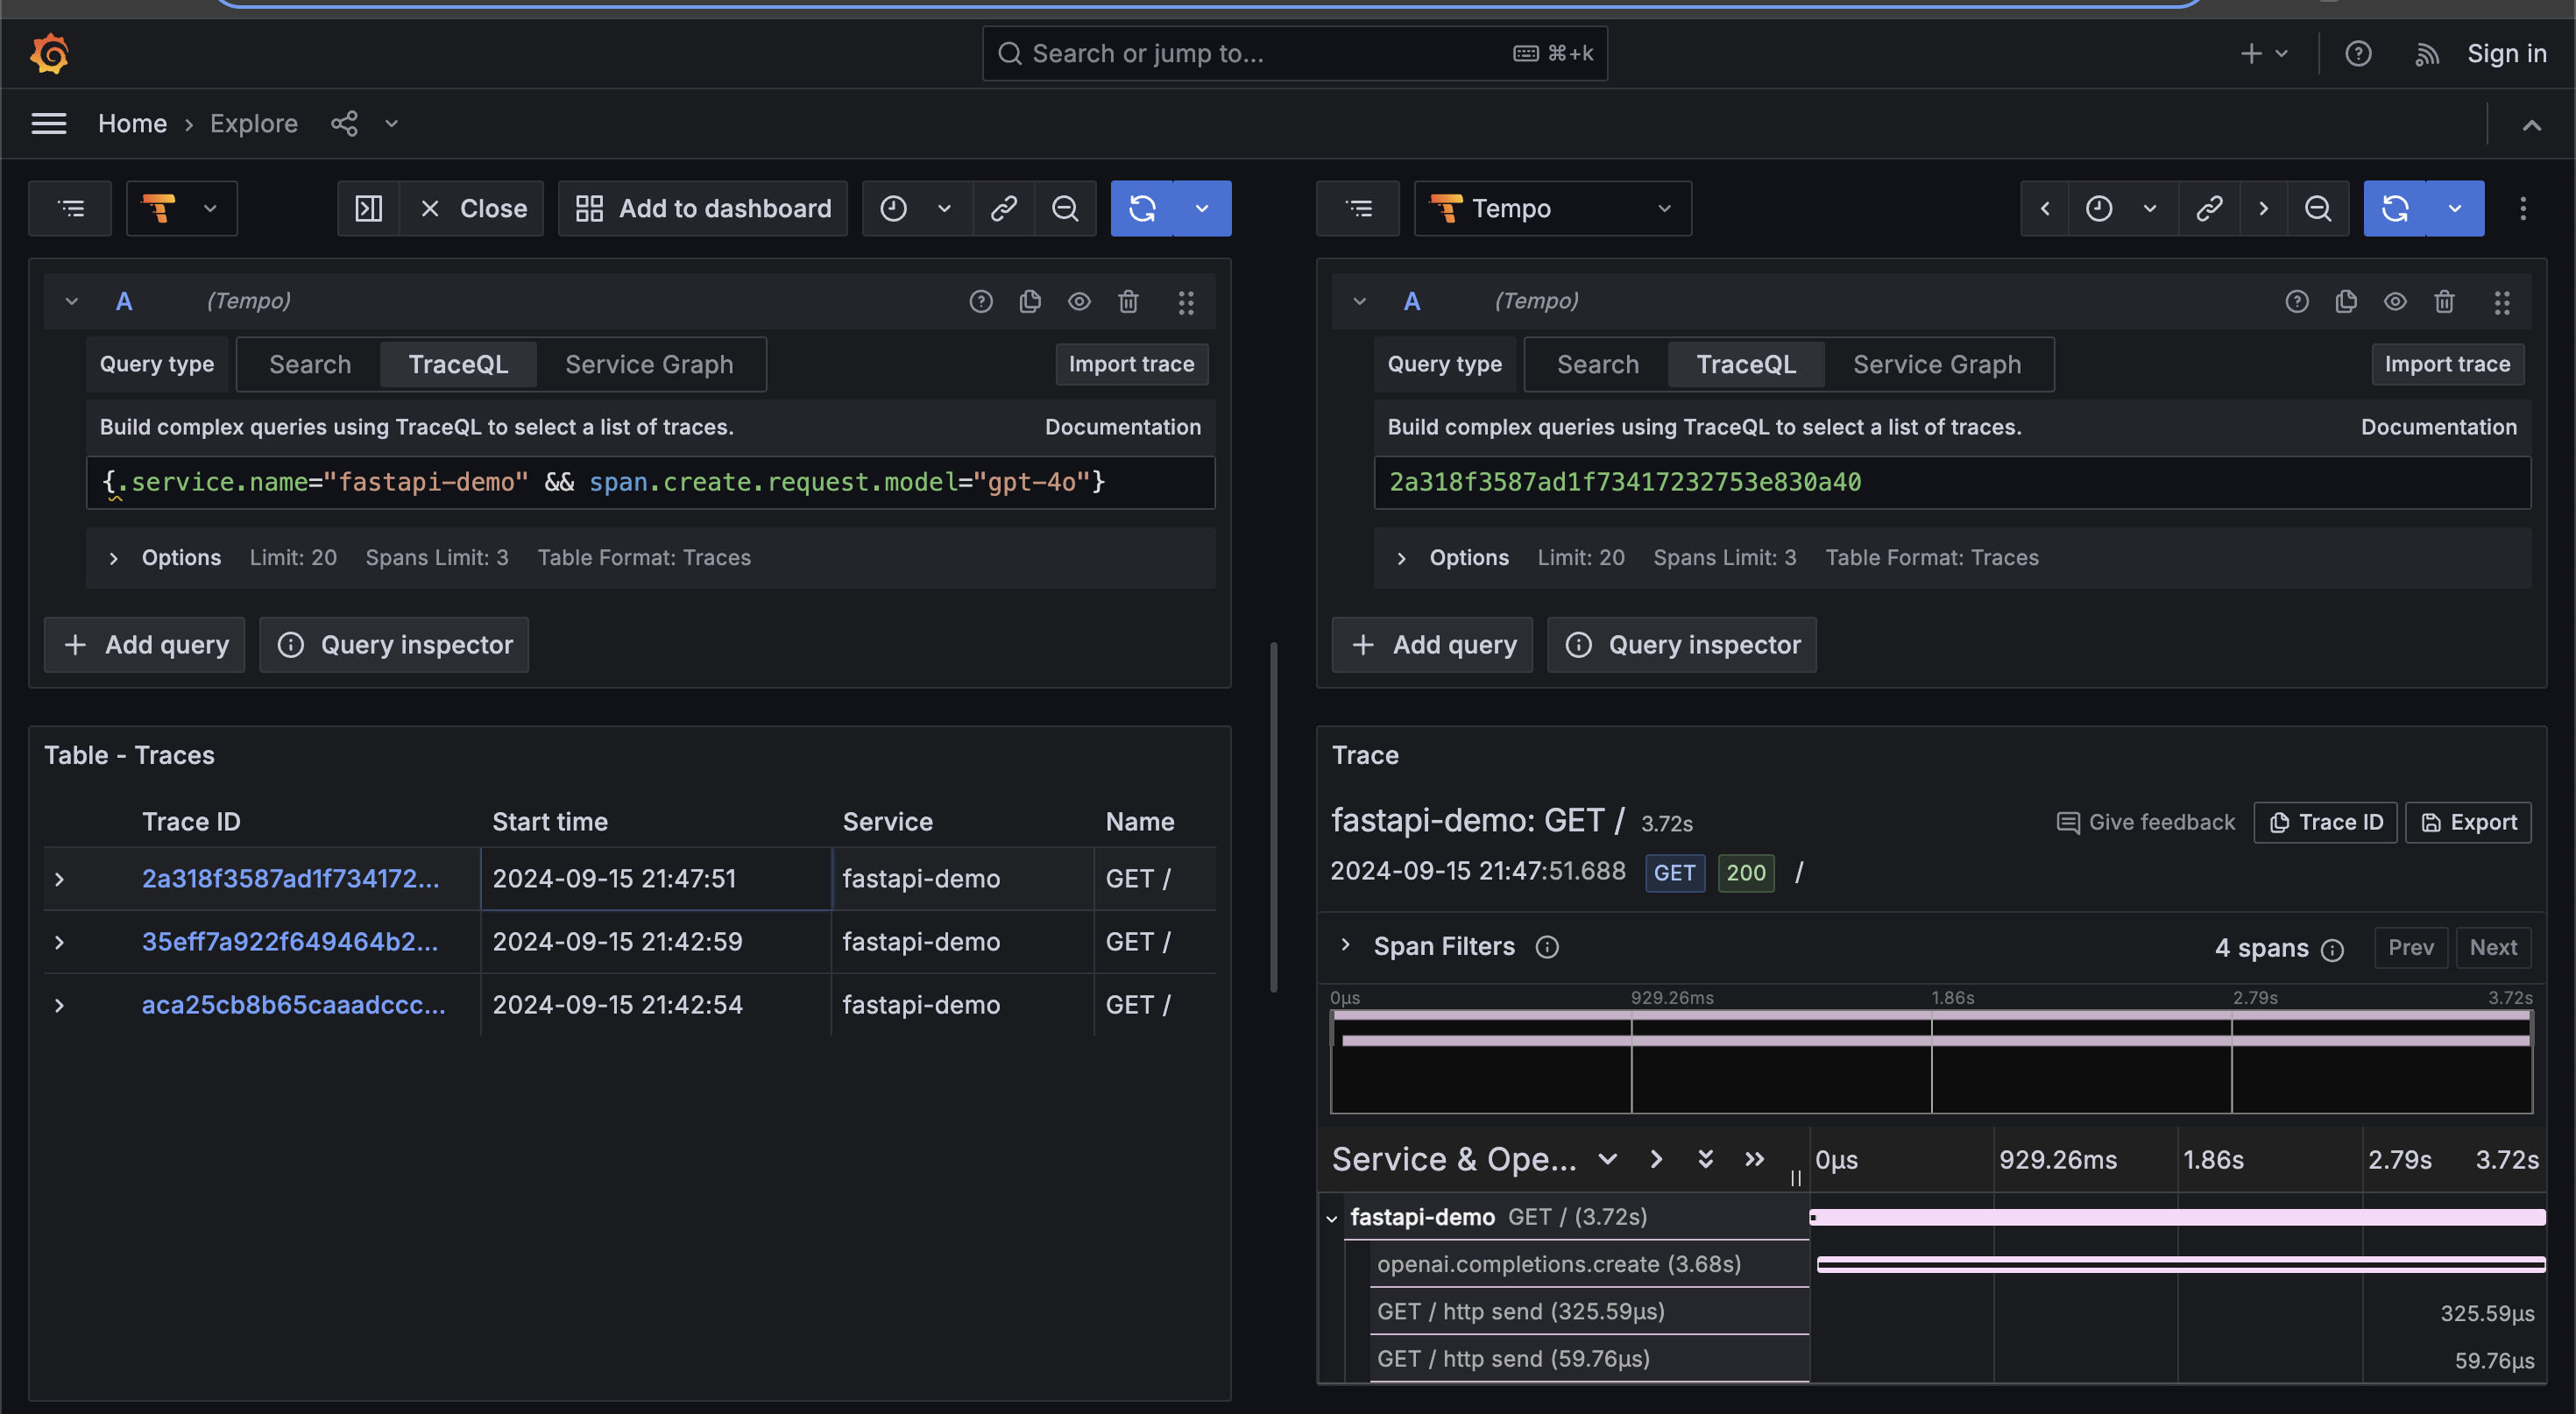 Search or jump to...
⌘+k
Sign in
Home
Explore
Close
Add to dashboard
A
(Tempo)
Query type
Search
TraceQL
Service Graph
Import trace
Build complex queries using TraceQL to select a list of traces.
Documentation
{.service.name="fastapi-demo" && span.create.request.model="gpt-4o"}
Options Limit: 20 Spans Limit: 3 Table Format: Traces
Add query
Query inspector
Table - Traces
Trace ID Start time Service Name
2a318f3587ad1f734172... 2024-09-15 21:47:51 fastapi-demo GET /
35eff7a922f649464b2... 2024-09-15 21:42:59 fastapi-demo GET /
aca25cb8b65caaadccc... 2024-09-15 21:42:54 fastapi-demo GET /
Tempo
A
(Tempo)
Query type
Search
TraceQL
Service Graph
Import trace
Build complex queries using TraceQL to select a list of traces.
Documentation
2a318f3587ad1f73417232753e830a40
Options Limit: 20 Spans Limit: 3 Table Format: Traces
Add query
Query inspector
Trace
fastapi-demo: GET / 3.72s
Give feedback
Trace ID
Export
2024-09-15 21:47:51.688 GET 200 /
Span Filters
4 spans
Prev
Next
0μs 929.26ms 1.86s 2.79s 3.72s
Service & Ope...
0μs 929.26ms 1.86s 2.79s 3.72s
fastapi-demo GET / (3.72s)
openai.completions.create (3.68s)
GET / http send (325.59μs) 325.59μs
GET / http send (59.76μs) 59.76μs